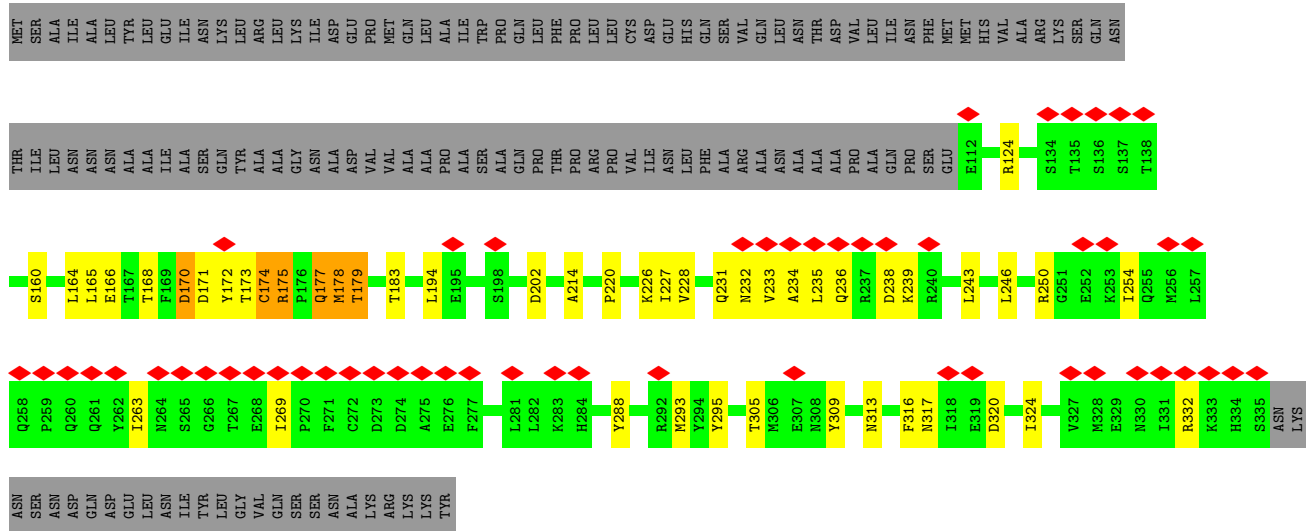 MET SER ALA ILE ALA LEU TYR LEU GLU ILE ASN LYS LEU ARG LEU LYS ILE ASP GLU PRO MET GLN LEU ALA ILE TRP PRO GLN LEU PHE PRO LEU LEU CYS ASP GLU HIS GLN SER VAL GLN LEU ASN THR ASP VAL LEU ILE ASN PHE MET MET HIS VAL ALA ARG LYS SER GLN ASN
THR ILE LEU ASN ASN ASN ALA ALA ILE ALA SER GLN TYR ALA ALA ALA GLY ASN ALA ASP VAL VAL ALA ALA PRO ALA SER ALA GLN PRO THR PRO ARG PRO VAL ILE ASN LEU PHE ALA ARG ALA ASN ALA ALA ALA ALA PRO ALA GLN PRO SER GLU E112 R124 S134 T135 S136 S137 T138
S160 L164 L165 E166 T167 T168 F169 D170 D171 Y172 T173 C174 R175 P176 Q177 M178 T179 T183 L194 E195 S198 D202 A214 P220 K226 I227 V228 Q231 N232 V233 A234 L235 Q236 R237 D238 K239 R240 L243 L246 R250 G251 E252 K253 I254 Q255 M256 L257
Q258 P259 Q260 Q261 Y262 I263 N264 S265 G266 T267 E268 I269 P270 F271 C272 D273 D274 A275 E276 F277 L281 L282 K283 H284 Y288 R292 M293 Y294 Y295 T305 M306 E307 N308 Y309 N313 F316 N317 I318 E319 D320 I324 V327 M328 E329 N330 I331 R332 K333 H334 S335 ASN LYS
ASN SER ASN ASP GLN ASP GLU LEU ASN ILE TYR LEU GLY VAL GLN SER SER ASN ALA LYS ARG LYS LYS TYR